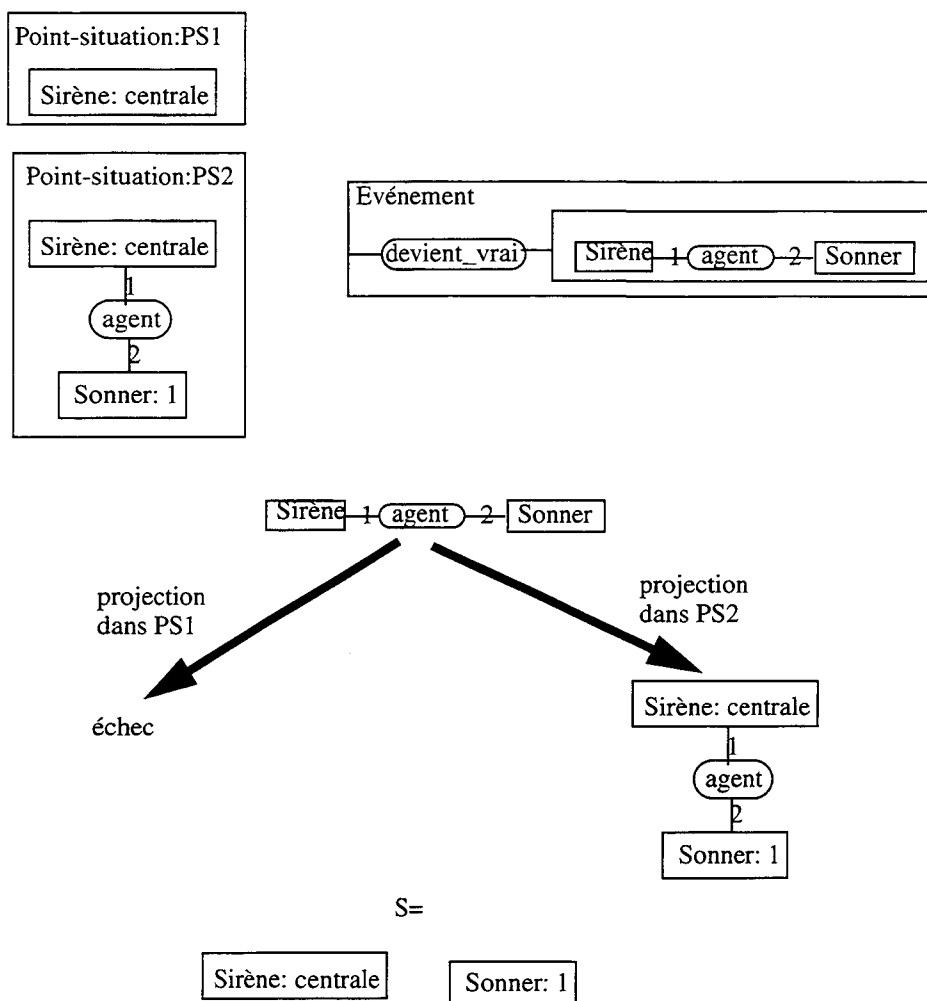 Point-situation:PS1
Sirène: centrale
Point-situation:PS2
Sirène: centrale
1
agent
2
Sonner: 1
Evénement
devient_vrai
Sirène 1 agent 2 Sonner
Sirène 1 agent 2 Sonner
projection
dans PS1
projection
dans PS2
échec
Sirène: centrale
1
agent
2
Sonner: 1
S=
Sirène: centrale
Sonner: 1